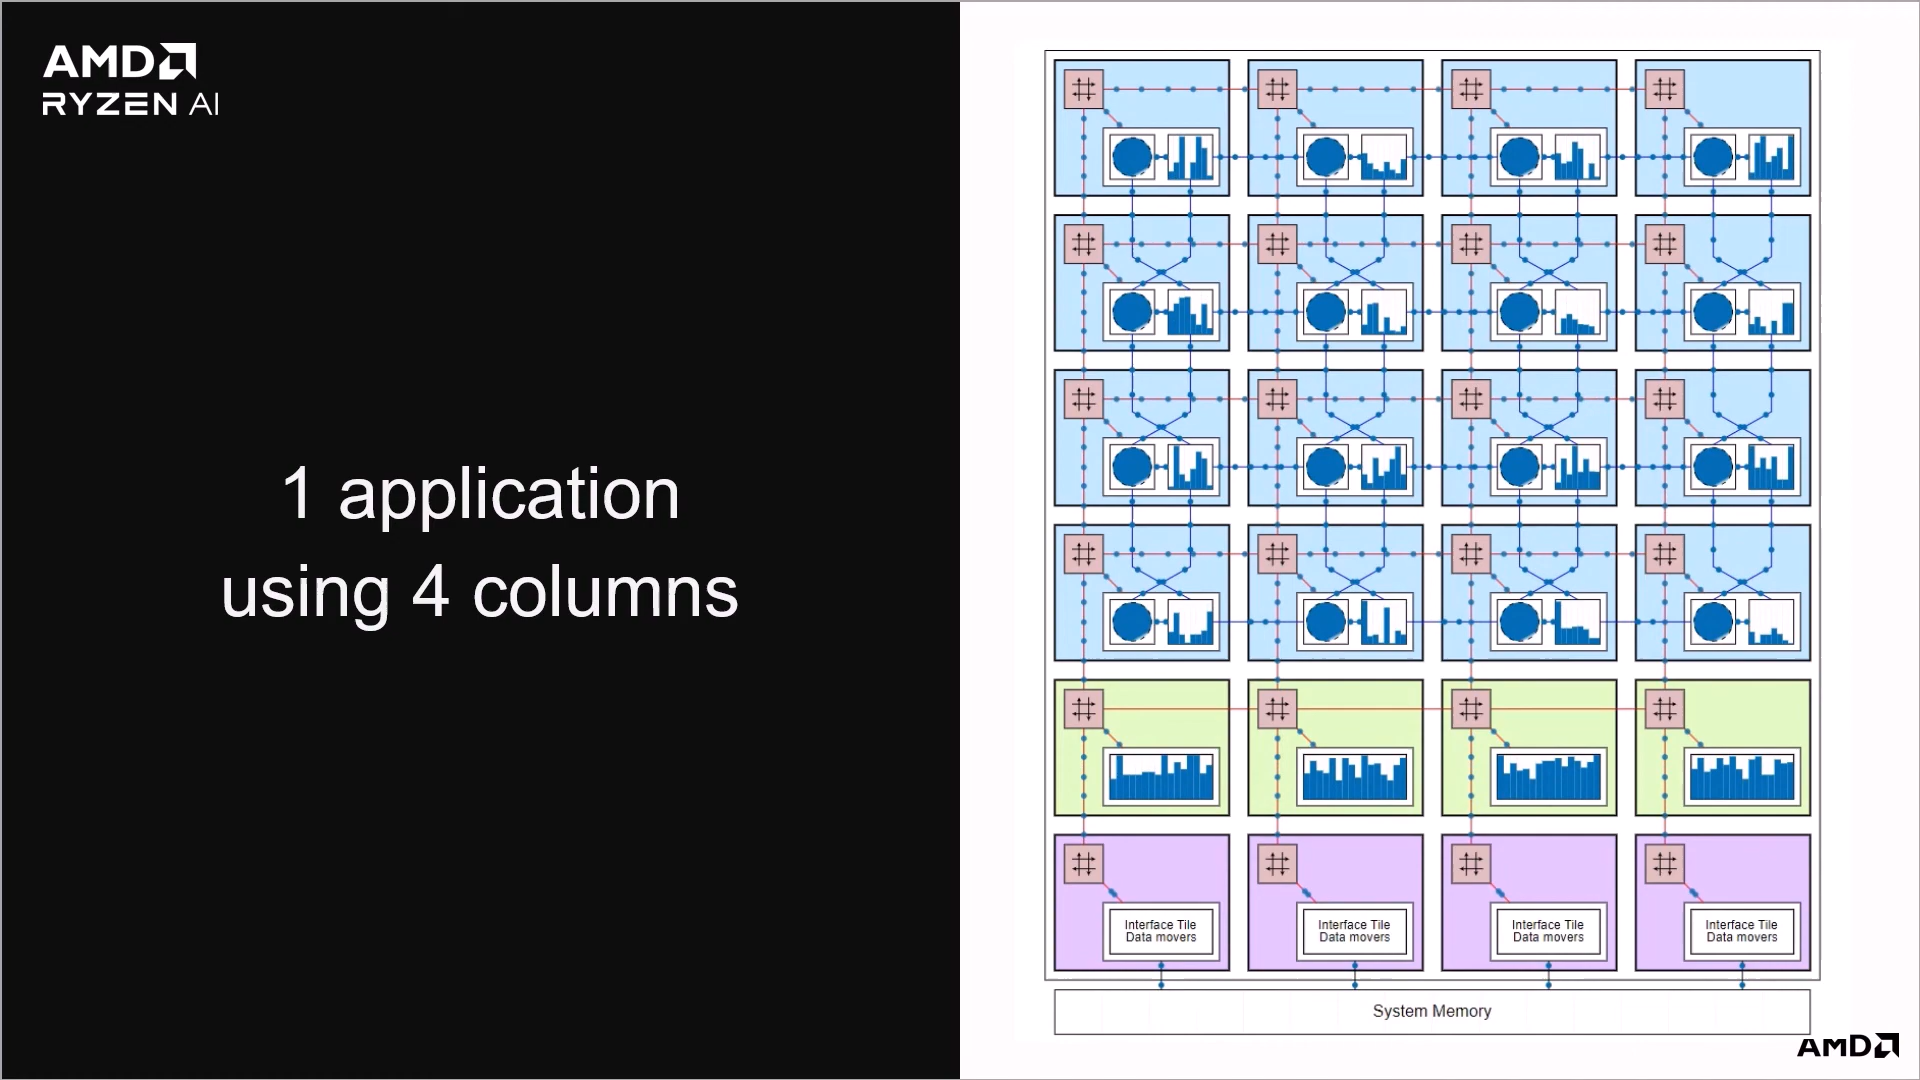 AMD
RYZEN AI
1 application
using 4 columns
Interface Tile
Data movers
Interface Tile
Data movers
Interface Tile
Data movers
Interface Tile
Data movers
System Memory
AMD